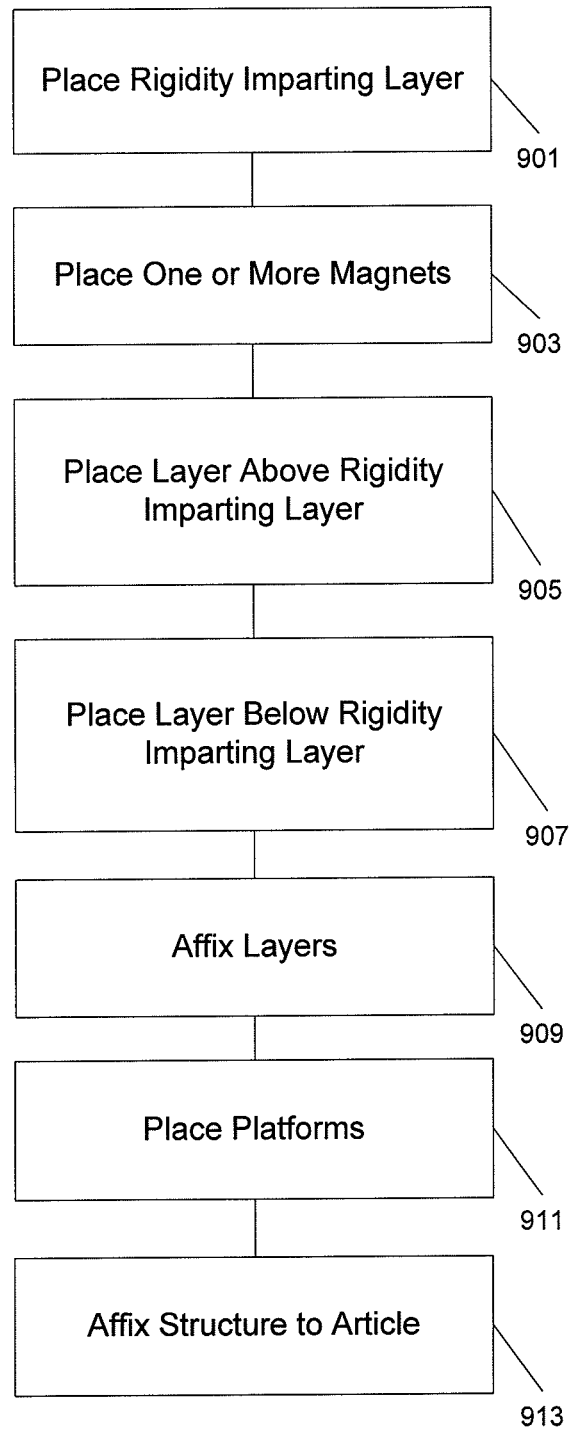 Place Rigidity Imparting Layer
901
Place One or More Magnets
903
Place Layer Above Rigidity
Imparting Layer
905
Place Layer Below Rigidity
Imparting Layer
907
Affix Layers
909
Place Platforms
911
Affix Structure to Article
913